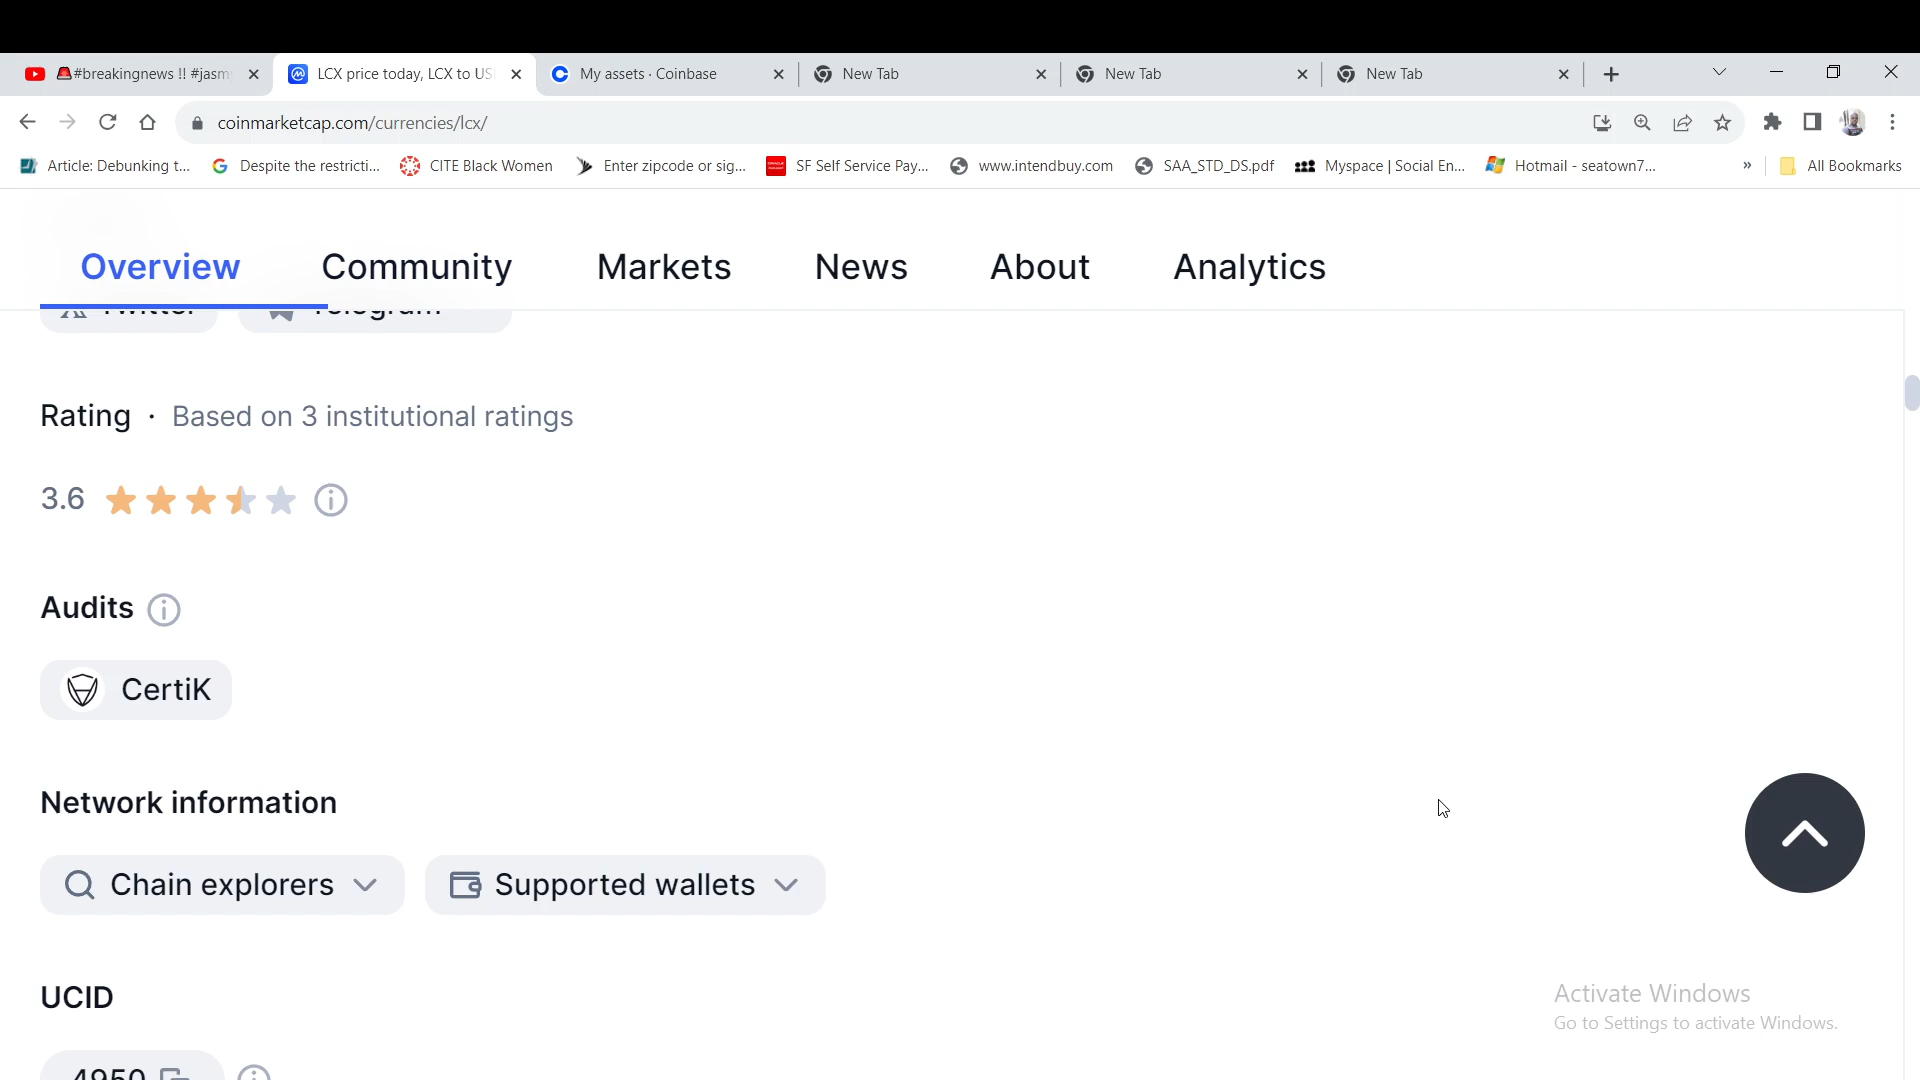 #breakingnews !! #jasm
LCX price today, LCX to US
My assets · Coinbase
New Tab
New Tab
New Tab
coinmarketcap.com/currencies/lcx/
Article: Debunking t...
Despite the restricti...
CITE Black Women
Enter zipcode or sig...
SF Self Service Pay...
www.intendbuy.com
SAA_STD_DS.pdf
Myspace | Social En...
Hotmail - seatown7...
»
All Bookmarks
Overview Community Markets News About Analytics
Twitter Telegram
Rating · Based on 3 institutional ratings
3.6
Audits
CertiK
Network information
Chain explorers Supported wallets
UCID
4950
Activate Windows
Go to Settings to activate Windows.